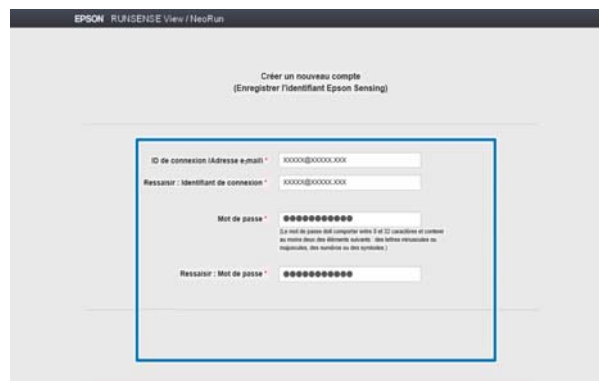 EPSON RUNSENSE View / NeoRun
Créer un nouveau compte
(Enregistrer l'identifiant Epson Sensing)
ID de connexion (Adresse e-mail) *
XXXXX@XXXXX.XXX
Ressaisir : Identifiant de connexion *
XXXXX@XXXXX.XXX
Mot de passe *
●●●●●●●●●●●
(Le mot de passe doit comporter entre 8 et 32 caractères et contenir
au moins deux des éléments suivants : des lettres minuscules ou
majuscules, des numéros ou des symboles.)
Ressaisir : Mot de passe *
●●●●●●●●●●●